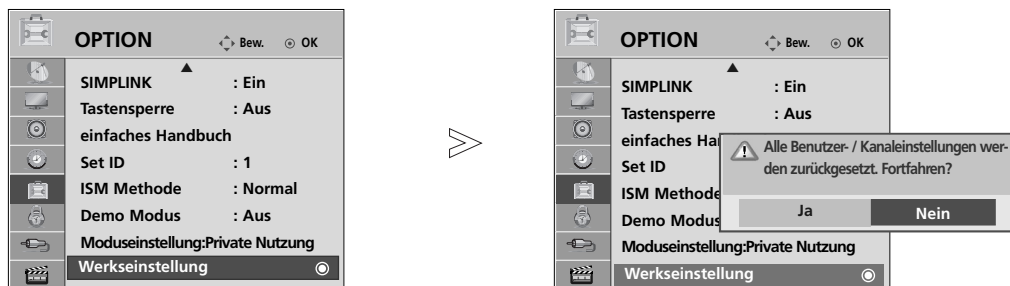 OPTION Bew. OK
SIMPLINK : Ein
Tastensperre : Aus
einfaches Handbuch
Set ID : 1
ISM Methode : Normal
Demo Modus : Aus
Moduseinstellung:Private Nutzung
Werkseinstellung
OPTION Bew. OK
SIMPLINK : Ein
Tastensperre : Aus
einfaches Ha
Set ID
ISM Methode
Demo Modus
Moduseinstellung:Private Nutzung
Werkseinstellung
Alle Benutzer- / Kanaleinstellungen wer-
den zurückgesetzt. Fortfahren?
Ja Nein